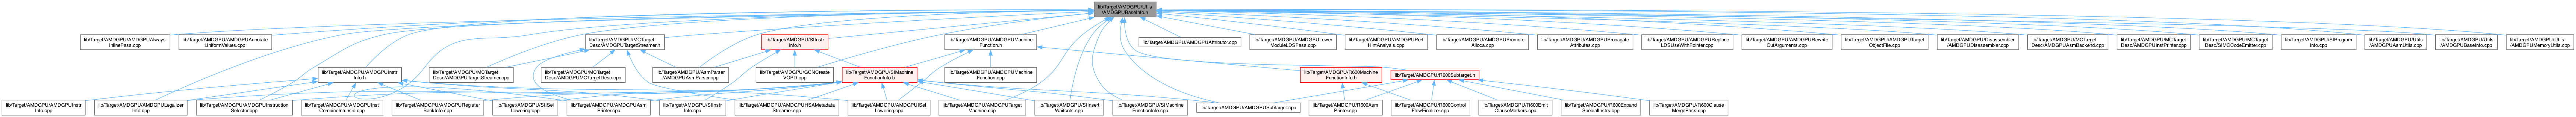 lib/Target/AMDGPU/Utils
/AMDGPUBaseInfo.h
lib/Target/AMDGPU/AMDGPUAlways
InlinePass.cpp
lib/Target/AMDGPU/AMDGPUAnnotate
UniformValues.cpp
lib/Target/AMDGPU/MCTarget
Desc/AMDGPUTargetStreamer.h
lib/Target/AMDGPU/SIInstr
Info.h
lib/Target/AMDGPU/AMDGPUMachine
Function.h
lib/Target/AMDGPU/AMDGPUAttributor.cpp
lib/Target/AMDGPU/AMDGPULower
ModuleLDSPass.cpp
lib/Target/AMDGPU/AMDGPUPerf
HintAnalysis.cpp
lib/Target/AMDGPU/AMDGPUPromote
Alloca.cpp
lib/Target/AMDGPU/AMDGPUPropagate
Attributes.cpp
lib/Target/AMDGPU/AMDGPUReplace
LDSUseWithPointer.cpp
lib/Target/AMDGPU/AMDGPURewrite
OutArguments.cpp
lib/Target/AMDGPU/AMDGPUTarget
ObjectFile.cpp
lib/Target/AMDGPU/Disassembler
/AMDGPUDisassembler.cpp
lib/Target/AMDGPU/MCTarget
Desc/AMDGPUAsmBackend.cpp
lib/Target/AMDGPU/MCTarget
Desc/AMDGPUInstPrinter.cpp
lib/Target/AMDGPU/MCTarget
Desc/SIMCCodeEmitter.cpp
lib/Target/AMDGPU/SIProgram
Info.cpp
lib/Target/AMDGPU/Utils
/AMDGPUAsmUtils.cpp
lib/Target/AMDGPU/Utils
/AMDGPUBaseInfo.cpp
lib/Target/AMDGPU/Utils
/AMDGPUMemoryUtils.cpp
lib/Target/AMDGPU/AMDGPUInstr
Info.h
lib/Target/AMDGPU/MCTarget
Desc/AMDGPUTargetStreamer.cpp
lib/Target/AMDGPU/MCTarget
Desc/AMDGPUMCTargetDesc.cpp
lib/Target/AMDGPU/AsmParser
/AMDGPUAsmParser.cpp
lib/Target/AMDGPU/GCNCreate
VOPD.cpp
lib/Target/AMDGPU/SIMachine
FunctionInfo.h
lib/Target/AMDGPU/AMDGPUMachine
Function.cpp
lib/Target/AMDGPU/R600Machine
FunctionInfo.h
lib/Target/AMDGPU/R600Subtarget.h
lib/Target/AMDGPU/AMDGPUInstr
Info.cpp
lib/Target/AMDGPU/AMDGPULegalizer
Info.cpp
lib/Target/AMDGPU/AMDGPUInstruction
Selector.cpp
lib/Target/AMDGPU/AMDGPUInst
CombineIntrinsic.cpp
lib/Target/AMDGPU/AMDGPURegister
BankInfo.cpp
lib/Target/AMDGPU/SIISel
Lowering.cpp
lib/Target/AMDGPU/AMDGPUAsm
Printer.cpp
lib/Target/AMDGPU/SIInstr
Info.cpp
lib/Target/AMDGPU/AMDGPUHSAMetadata
Streamer.cpp
lib/Target/AMDGPU/AMDGPUISel
Lowering.cpp
lib/Target/AMDGPU/AMDGPUTarget
Machine.cpp
lib/Target/AMDGPU/SIInsert
Waitcnts.cpp
lib/Target/AMDGPU/SIMachine
FunctionInfo.cpp
lib/Target/AMDGPU/AMDGPUSubtarget.cpp
lib/Target/AMDGPU/R600Asm
Printer.cpp
lib/Target/AMDGPU/R600Control
FlowFinalizer.cpp
lib/Target/AMDGPU/R600Emit
ClauseMarkers.cpp
lib/Target/AMDGPU/R600Expand
SpecialInstrs.cpp
lib/Target/AMDGPU/R600Clause
MergePass.cpp